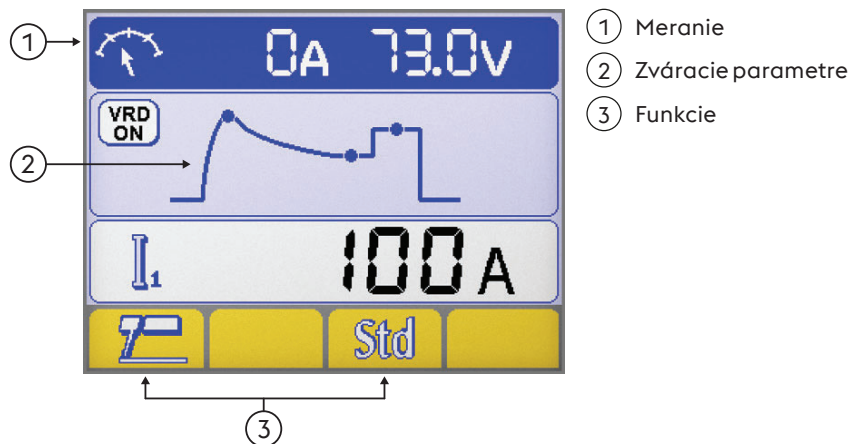 1
0A 73.0V
VRD
ON
2
I1
100A
Std
3
1 Meranie
2 Zváracie parametre
3 Funkcie